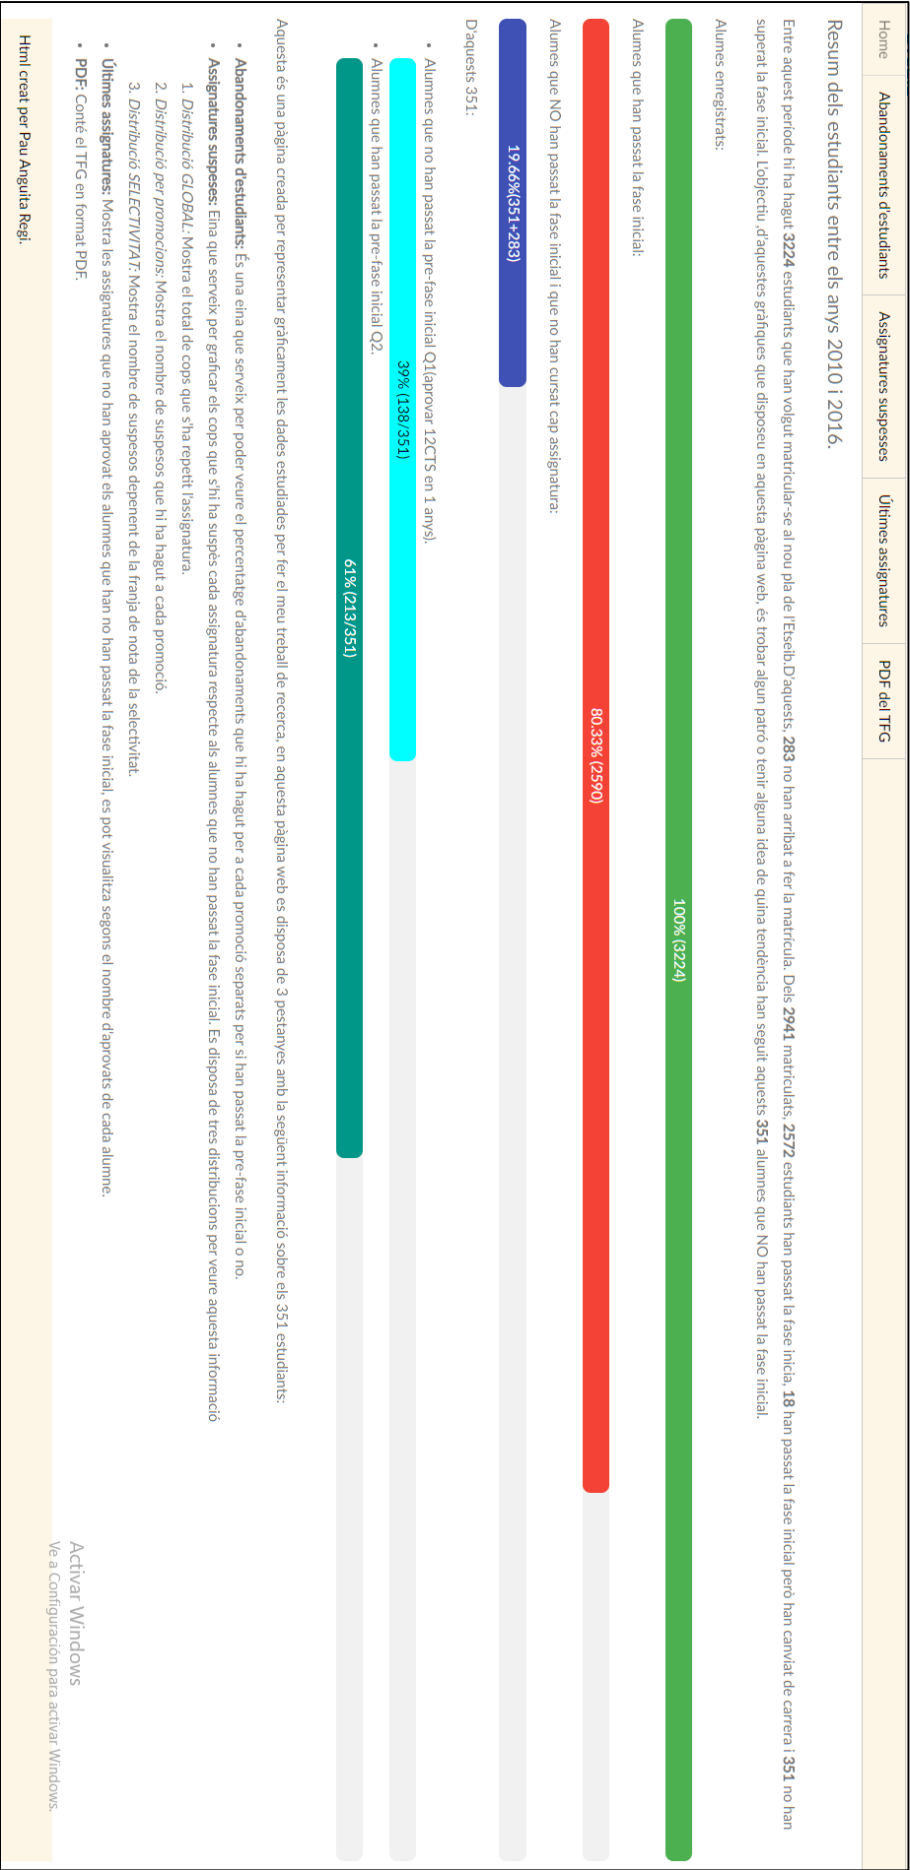 Home
Abandonaments d'estudiants
Assignatures suspesses
Últimes assignatures
PDF del TFG
Resum dels estudiants entre els anys 2010 i 2016.
Entre aquest període hi ha hagut 3224 estudiants que han volgut matricular-se al nou pla de l'Etseib.D'aquests, 283 no han arribat a fer la matrícula. Dels 2941 matriculats, 2572 estudiants han passat la fase inicia, 18 han passat la fase inicial però han canviat de carrera i 351 no han
superat la fase inicial. L'objectiu ,d'aquestes gràfiques que disposeu en aquesta pàgina web, és trobar algun patró o tenir alguna idea de quina tendència han seguit aquests 351 alumnes que NO han passat la fase inicial.
Alumes enregistrats:
100% (3224)
Alumes que han passat la fase inicial:
80.33% (2590)
Alumes que NO han passat la fase inicial i que no han cursat cap assignatura:
19.66%(351+283)
D'aquests 351:
• Alumnes que no han passat la pre-fase inicial Q1(aprovar 12CTS en 1 anys).
39% (138/351)
• Alumnes que han passat la pre-fase inicial Q2.
61% (213/351)
Aquesta és una pàgina creada per representar gràficament les dades estudiades per fer el meu treball de recerca, en aquesta pàgina web es disposa de 3 pestanyes amb la següent informació sobre els 351 estudiants:
• Abandonaments d'estudiants: És una eina que serveix per poder veure el percentatge d'abandonaments que hi ha hagut per a cada promoció separats per si han passat la pre-fase inicial o no.
• Assignatures suspeses: Eina que serveix per graficar els cops que s'hi ha suspès cada assignatura respecte als alumnes que no han passat la fase inicial. Es disposa de tres distribucions per veure aquesta informació
1. Distribució GLOBAL: Mostra el total de cops que s'ha repetit l'assignatura.
2. Distribució per promocions: Mostra el nombre de suspesos que hi ha hagut a cada promoció.
3. Distribució SELECTIVITAT: Mostra el nombre de suspesos depenent de la franja de nota de la selectivitat.
• Últimes assignatures: Mostra les assignatures que no han aprovat els alumnes que han no han passat la fase inicial, es pot visualitza segons el nombre d'aprovats de cada alumne.
• PDF: Conté el TFG en format PDF.
Activar Windows
Ve a Configuración para activar Windows.
Html creat per Pau Anguita Regi.